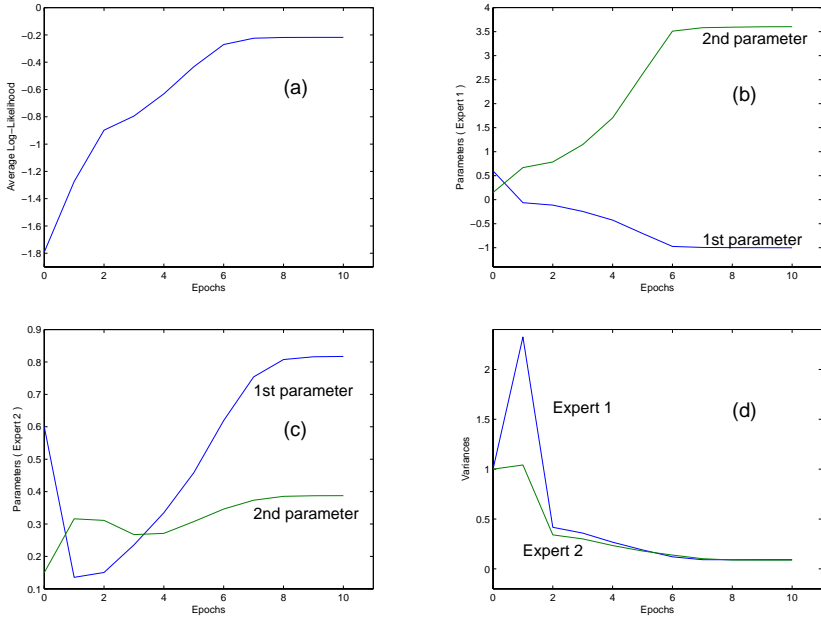 0
−0.2
−0.4
−0.6
−0.8
−1
−1.2
−1.4
−1.6
−1.8
Average Log−Likelihood
(a)
0 2 4 6 8 10
Epochs
4
3.5
3
2.5
2
1.5
1
0.5
0
−0.5
−1
Parameters ( Expert 1 )
2nd parameter
(b)
1st parameter
0 2 4 6 8 10
Epochs
0.9
0.8
0.7
0.6
0.5
0.4
0.3
0.2
0.1
Parameters ( Expert 2 )
1st parameter
(c)
2nd parameter
0 2 4 6 8 10
Epochs
2
1.5
1
0.5
0
Variances
Expert 1
(d)
Expert 2
0 2 4 6 8 10
Epochs